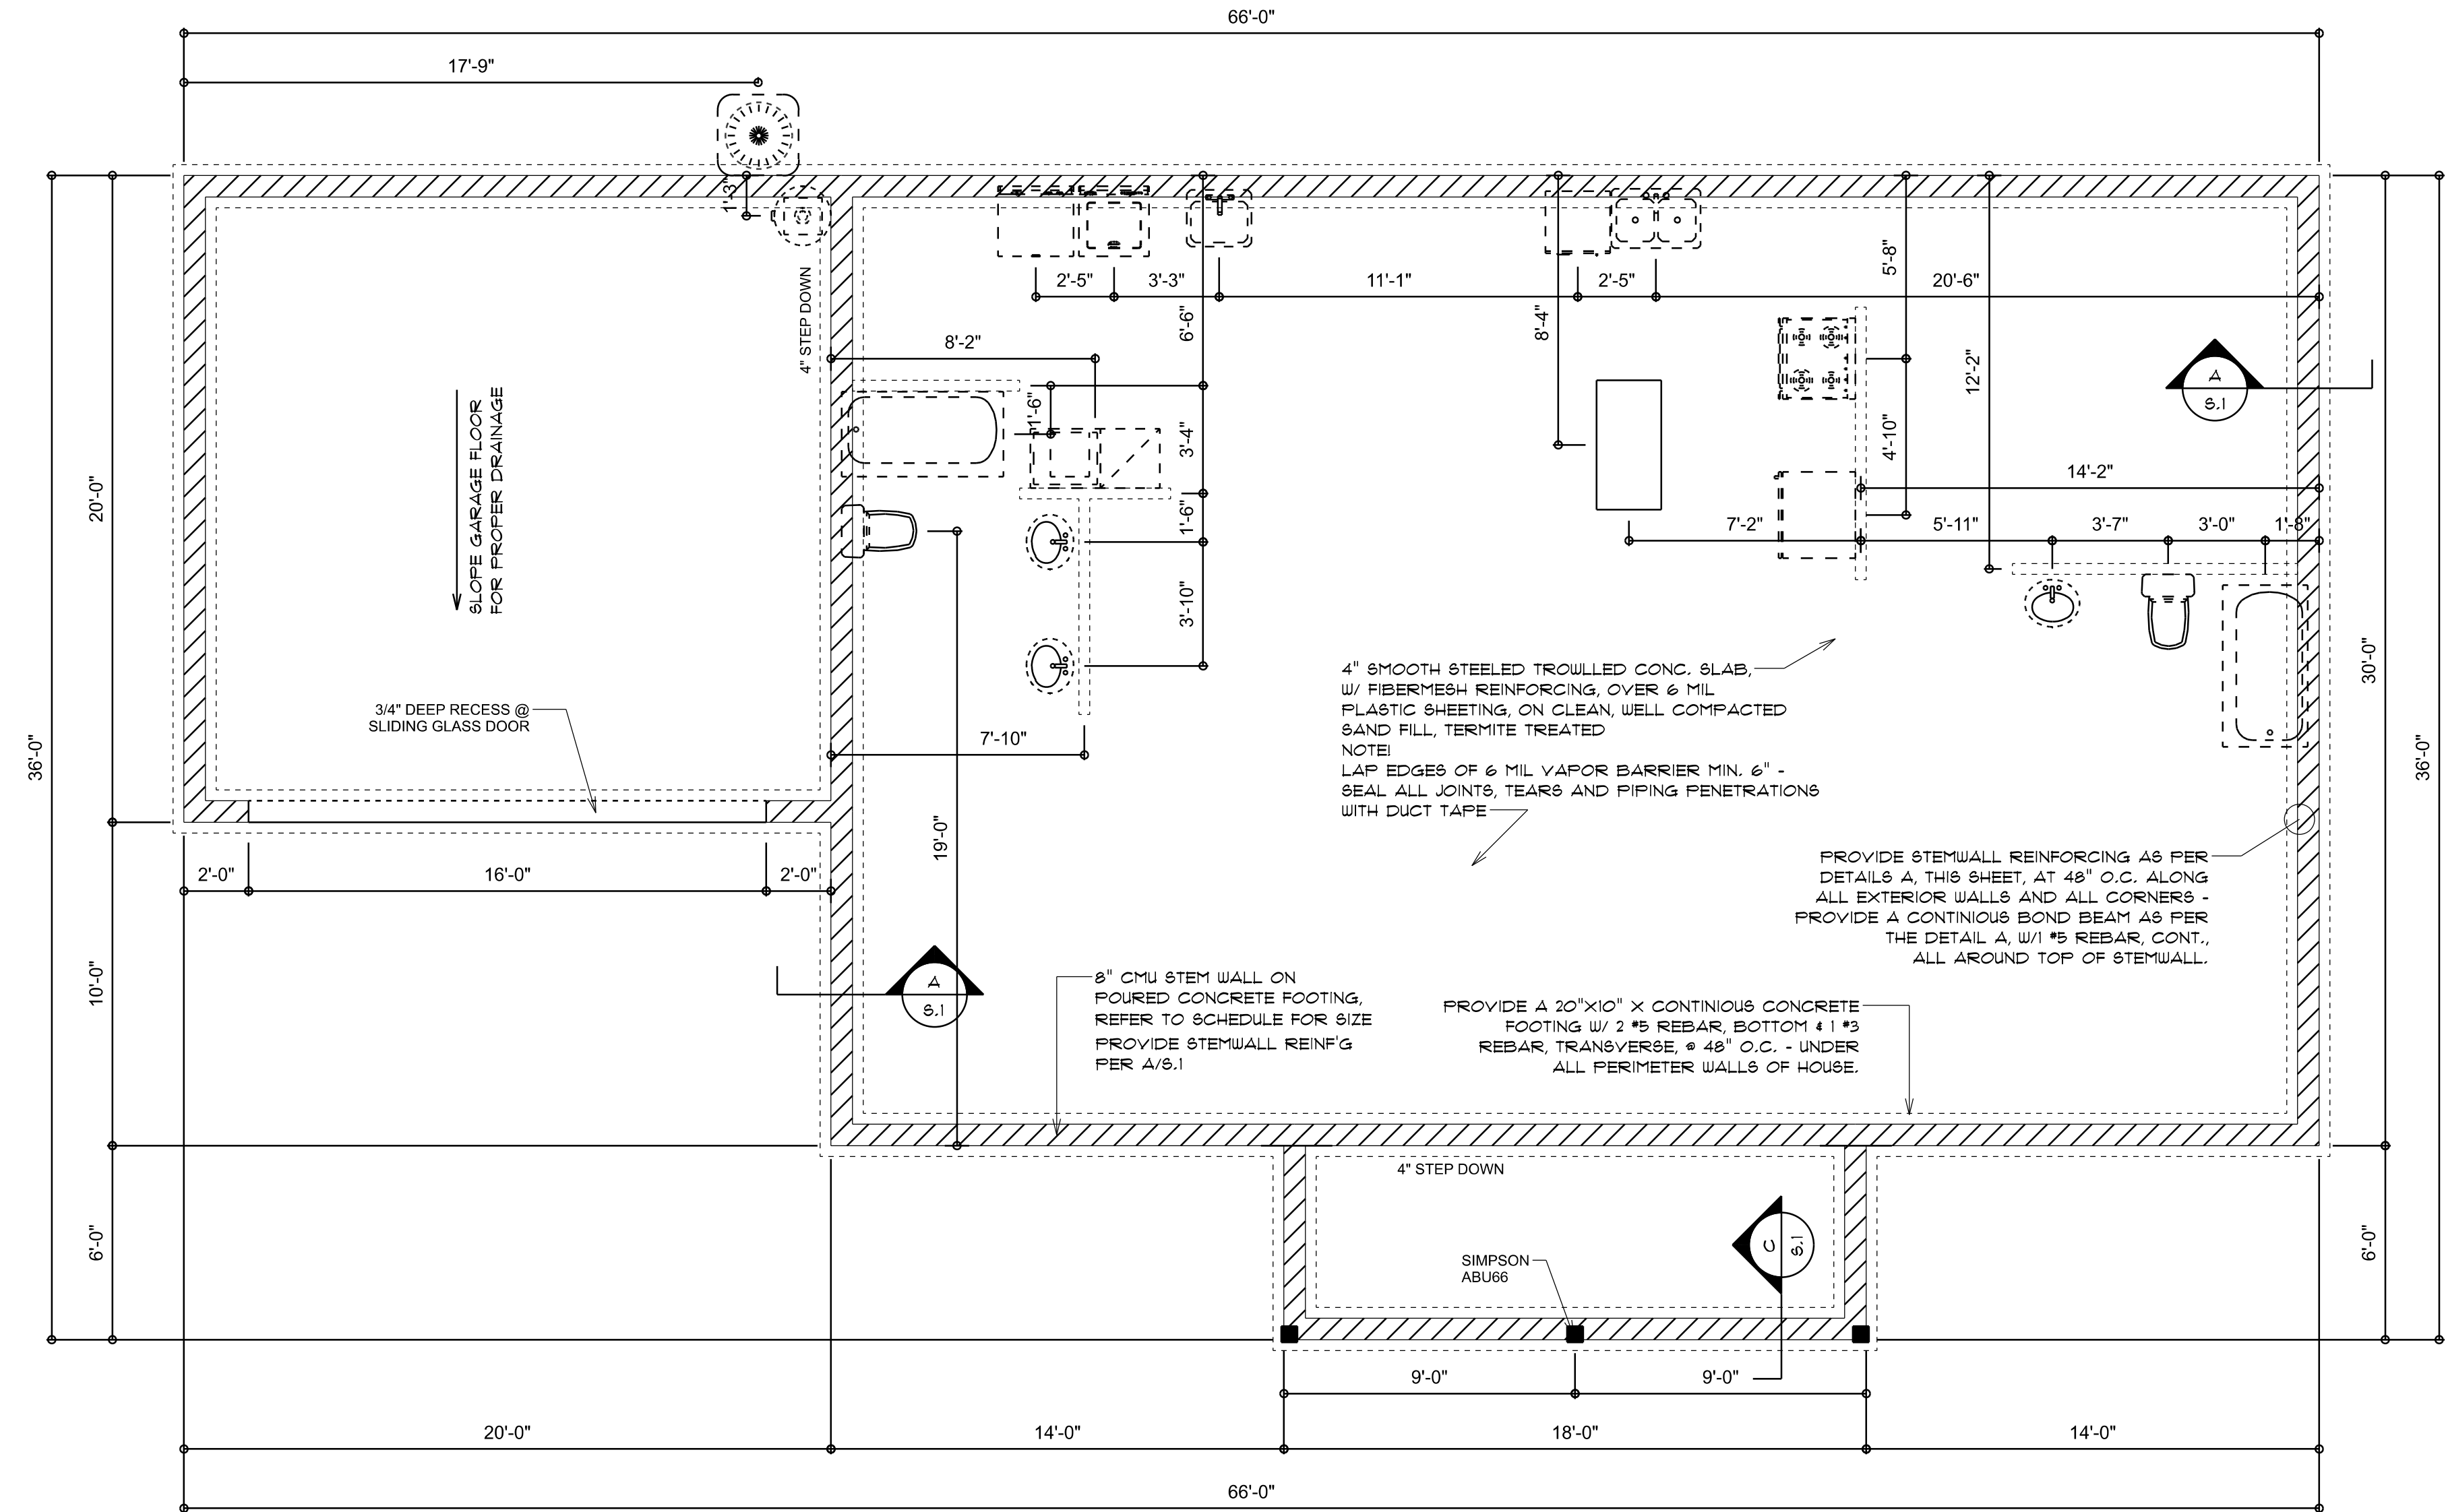 66'-0"
17'-9"
1'-3"
2'-5"
3'-3"
11'-1"
2'-5"
20'-6"
5'-8"
6'-6"
8'-4"
12'-2"
4" STEP DOWN
8'-2"
1'-6"
3'-4"
4'-10"
A
S.1
14'-2"
SLOPE GARAGE FLOOR
FOR PROPER DRAINAGE
20'-0"
1'-6"
7'-2"
5'-11"
3'-7"
3'-0"
1'-8"
3'-10"
30'-0"
36'-0"
36'-0"
3/4" DEEP RECESS @
SLIDING GLASS DOOR
7'-10"
4" SMOOTH STEELED TROWLLED CONC. SLAB,
W/ FIBERMESH REINFORCING, OVER 6 MIL
PLASTIC SHEETING, ON CLEAN, WELL COMPACTED
SAND FILL, TERMITE TREATED
NOTE!
LAP EDGES OF 6 MIL VAPOR BARRIER MIN. 6" -
SEAL ALL JOINTS, TEARS AND PIPING PENETRATIONS
WITH DUCT TAPE
19'-0"
2'-0"
16'-0"
2'-0"
PROVIDE STEMWALL REINFORCING AS PER
DETAILS A, THIS SHEET, AT 48" O.C. ALONG
ALL EXTERIOR WALLS AND ALL CORNERS -
PROVIDE A CONTINIOUS BOND BEAM AS PER
THE DETAIL A, W/1 #5 REBAR, CONT.,
ALL AROUND TOP OF STEMWALL.
10'-0"
A
S.1
8" CMU STEM WALL ON
POURED CONCRETE FOOTING,
REFER TO SCHEDULE FOR SIZE
PROVIDE STEMWALL REINF'G
PER A/S.1
PROVIDE A 20"X10" X CONTINIOUS CONCRETE
FOOTING W/ 2 #5 REBAR, BOTTOM & 1 #3
REBAR, TRANSVERSE, @ 48" O.C. - UNDER
ALL PERIMETER WALLS OF HOUSE.
4" STEP DOWN
6'-0"
C
S.1
6'-0"
SIMPSON
ABU66
9'-0"
9'-0"
20'-0"
14'-0"
18'-0"
14'-0"
66'-0"